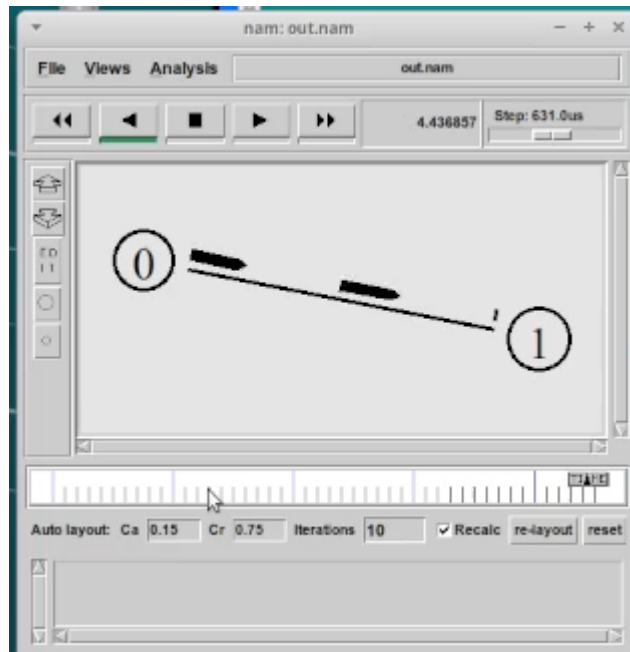 nam: out.nam
File Views Analysis out.nam
4.436857 Step: 631.0us
0
1
TIME
Auto layout: Ca 0.15 Cr 0.75 Iterations 10 Recalc re-layout reset